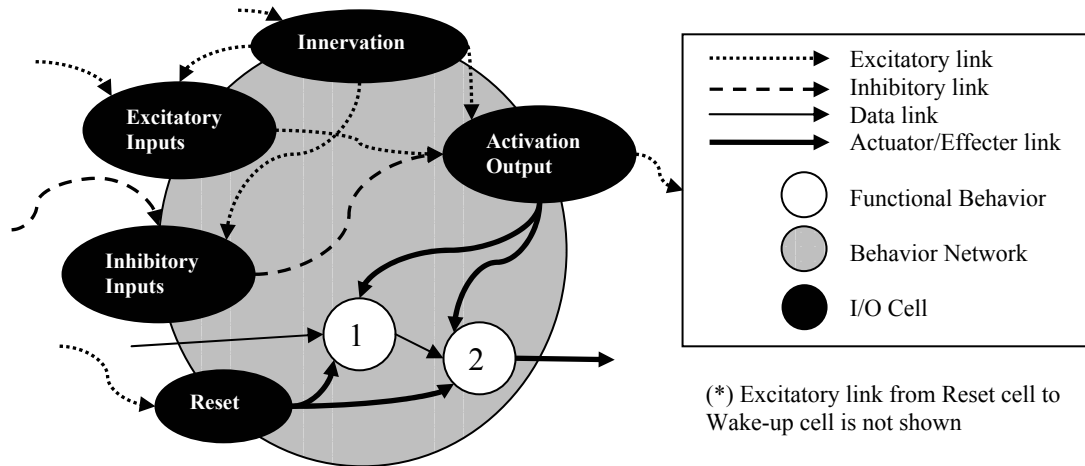 Innervation
Excitatory
Inputs
Activation
Output
Inhibitory
Inputs
1
2
Reset
Excitatory link
Inhibitory link
Data link
Actuator/Effecter link
Functional Behavior
Behavior Network
I/O Cell
(*) Excitatory link from Reset cell to
Wake-up cell is not shown